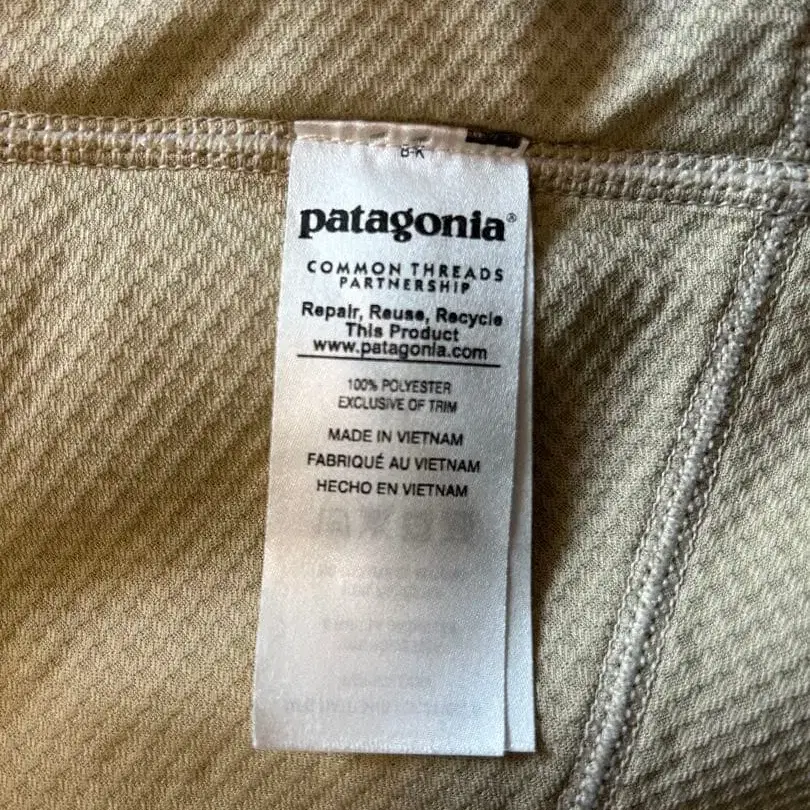 B-K
patagonia®
COMMON THREADS
PARTNERSHIP
Repair, Reuse, Recycle
This Product
www.patagonia.com
100% POLYESTER
EXCLUSIVE OF TRIM
MADE IN VIETNAM
FABRIQUÉ AU VIETNAM
HECHO EN VIETNAM